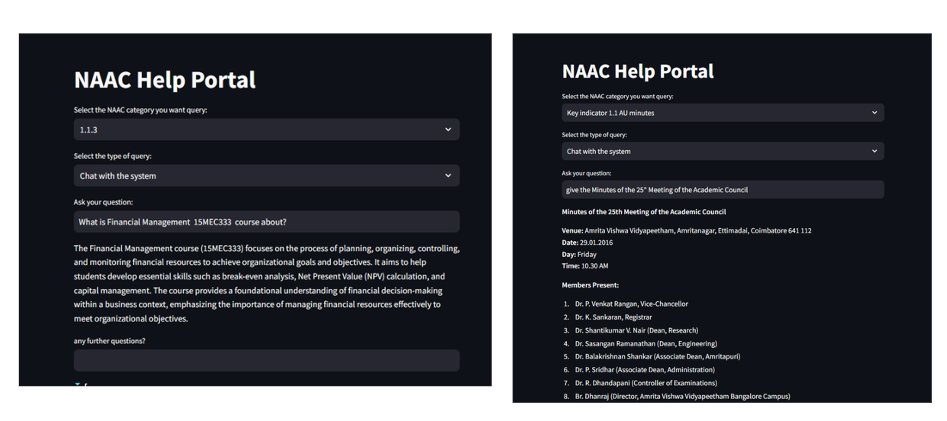 NAAC Help Portal
Select the NAAC category you want query:
1.1.3
Select the type of query:
Chat with the system
Ask your question:
What is Financial Management 15MEC333 course about?
The Financial Management course (15MEC333) focuses on the process of planning, organizing, controlling,
and monitoring financial resources to achieve organizational goals and objectives. It aims to help
students develop essential skills such as break-even analysis, Net Present Value (NPV) calculation, and
capital management. The course provides a foundational understanding of financial decision-making
within a business context, emphasizing the importance of managing financial resources effectively to
meet organizational objectives.
any further questions?
NAAC Help Portal
Select the NAAC category you want query:
Key indicator 1.1 AU minutes
Select the type of query:
Chat with the system
Ask your question:
give the Minutes of the 25" Meeting of the Academic Council
Minutes of the 25th Meeting of the Academic Council
Venue: Amrita Vishwa Vidyapeetham, Amritanagar, Ettimadai, Coimbatore 641 112
Date: 29.01.2016
Day: Friday
Time: 10.30 AM
Members Present:
1. Dr. P. Venkat Rangan, Vice-Chancellor
2. Dr. K. Sankaran, Registrar
3. Dr. Shantikumar V. Nair (Dean, Research)
4. Dr. Sasangan Ramanathan (Dean, Engineering)
5. Dr. Balakrishnan Shankar (Associate Dean, Amritapuri)
6. Dr. P. Sridhar (Associate Dean, Administration)
7. Dr. R. Dhandapani (Controller of Examinations)
8. Br. Dhanraj (Director, Amrita Vishwa Vidyapeetham Bangalore Campus)